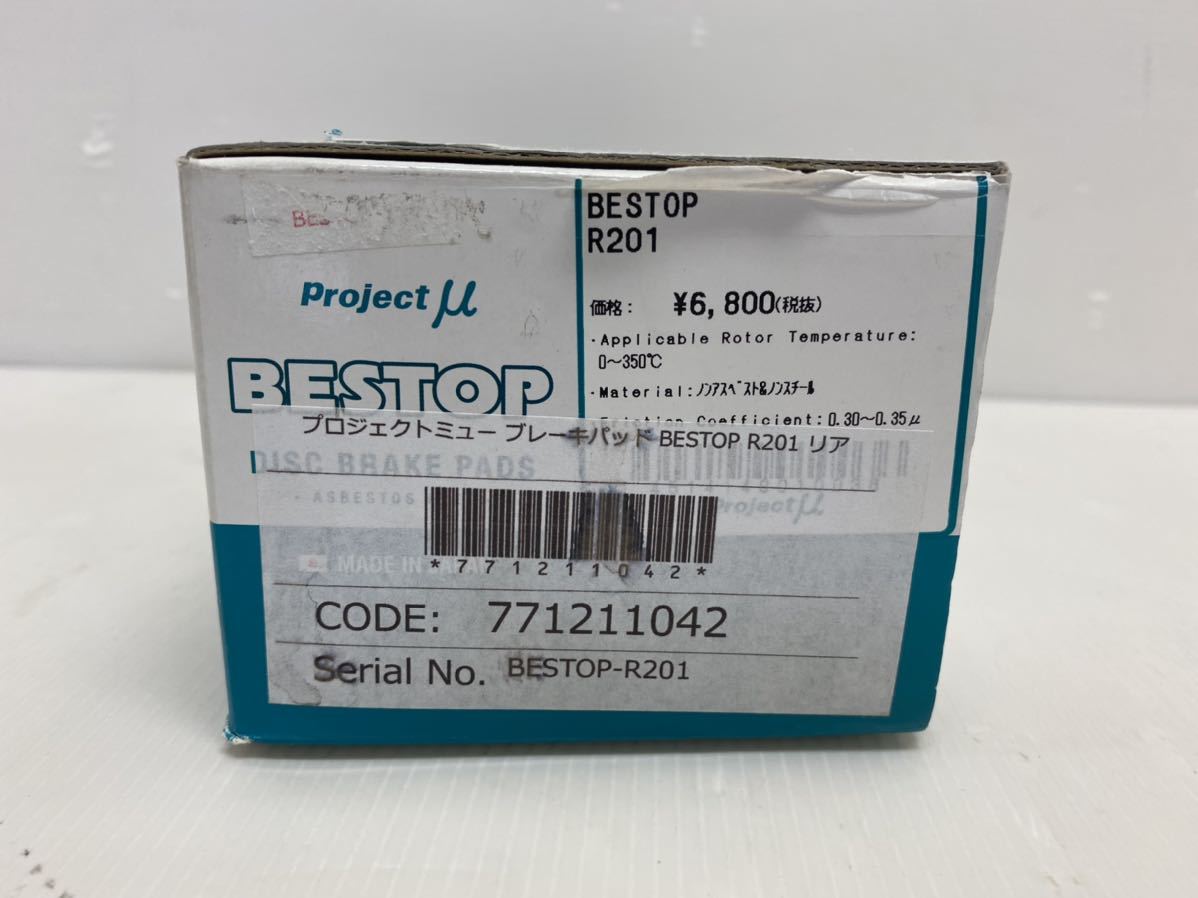 BESTOP
R201
価格: ¥6,800(税抜)
・Applicable Rotor Temperature:
0～350℃
・Material:ﾉﾝｱｽﾍﾞｽﾄ&ﾉﾝｽﾁｰﾙ
Friction Coefficient:0.30～0.35μ
Project μ
BESTOP
プロジェクトミュー ブレーキパッド BESTOP R201 リア
DISC BRAKE PADS
ASBESTOS
Project μ
MADE IN JAPAN
*771211042*
CODE: 771211042
Serial No. BESTOP-R201